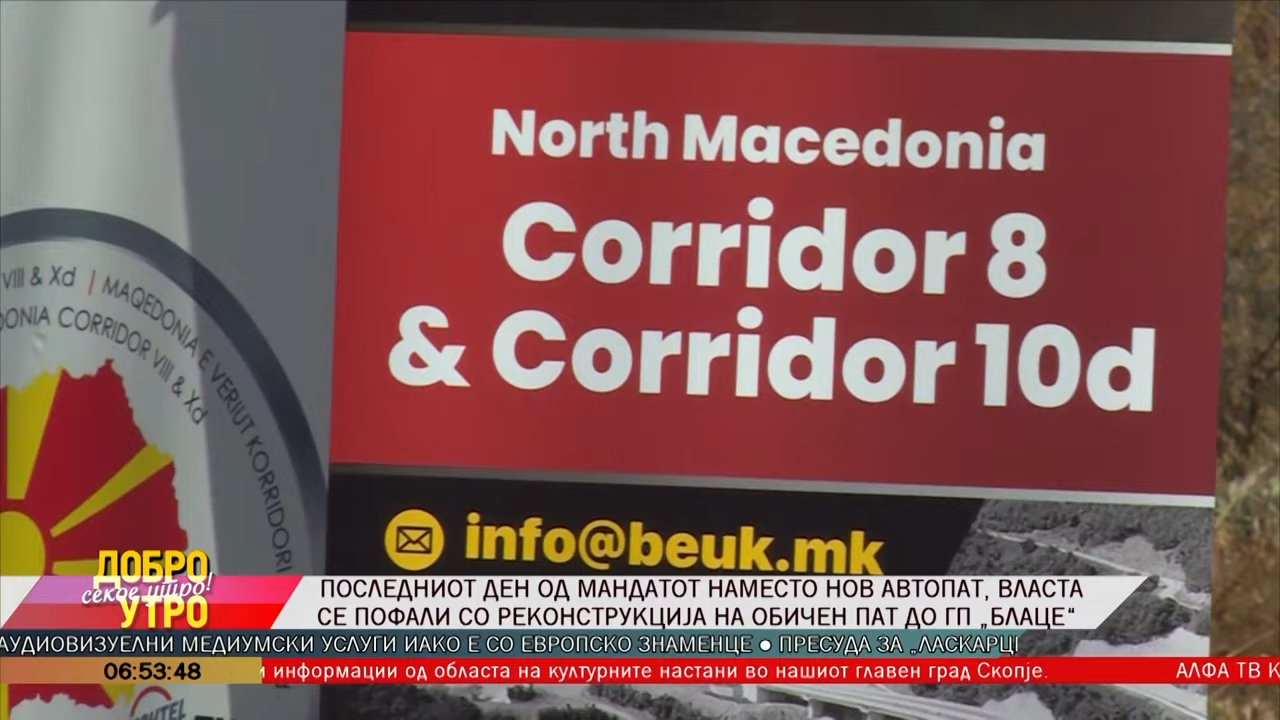 North Macedonia
Corridor 8
& Corridor 10d
info@beuk.mk
VIII & Xd | MAQEDONIA E VERIUT KORRIDORI
CORRIDOR VIII & Xd
ДОБРО
секое утро!
УТРО
ПОСЛЕДНИОТ ДЕН ОД МАНДАТОТ НАМЕСТО НОВ АВТОПАТ, ВЛАСТА
СЕ ПОФАЛИ СО РЕКОНСТРУКЦИЈА НА ОБИЧЕН ПАТ ДО ГП „БЛАЦЕ“
АУДИОВИЗУЕЛНИ МЕДИУМСКИ УСЛУГИ ИАКО Е СО ЕВРОПСКО ЗНАМЕНЦЕ ● ПРЕСУДА ЗА „ЛАСКАРЦІ
06:53:48
и информации од областа на културните настани во нашиот главен град Скопје.
АЛФА ТВ К